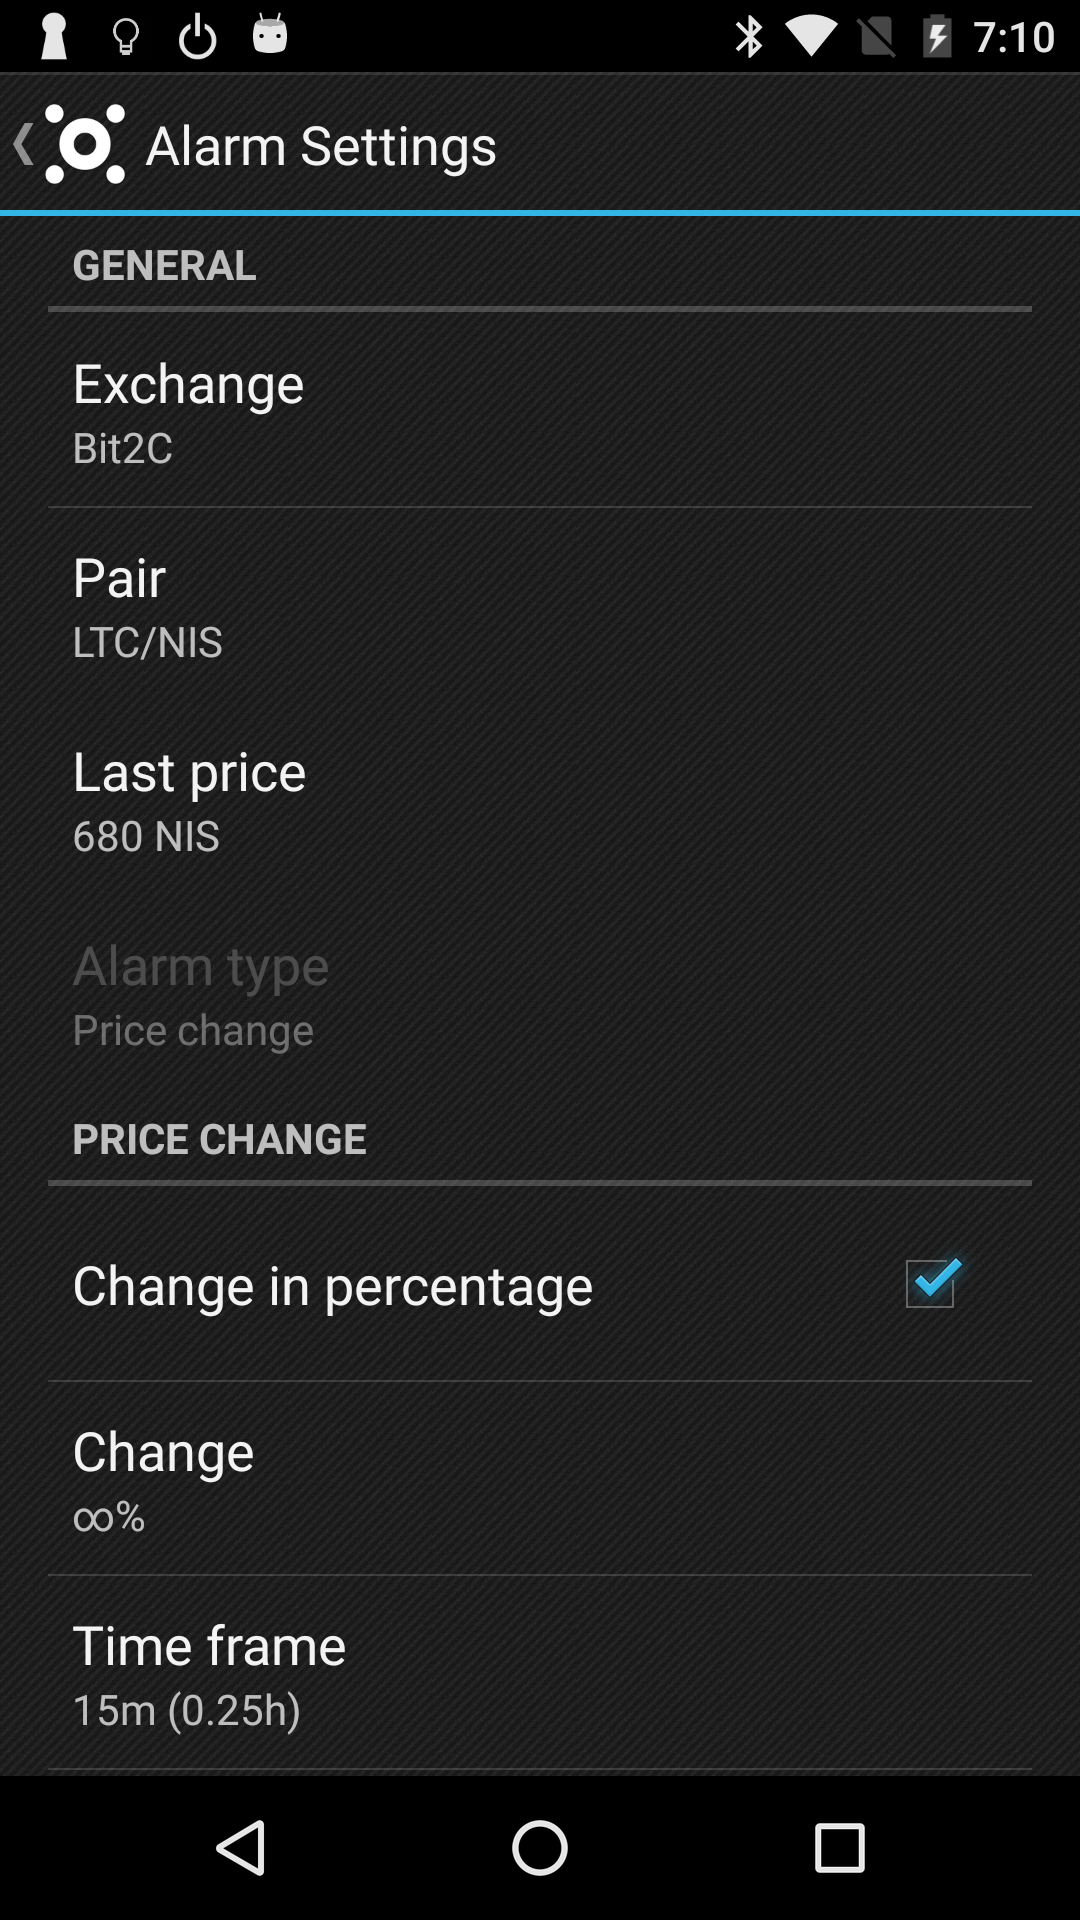 7:10
Alarm Settings
GENERAL
Exchange
Bit2C
Pair
LTC/NIS
Last price
680 NIS
Alarm type
Price change
PRICE CHANGE
Change in percentage
Change
∞%
Time frame
15m (0.25h)